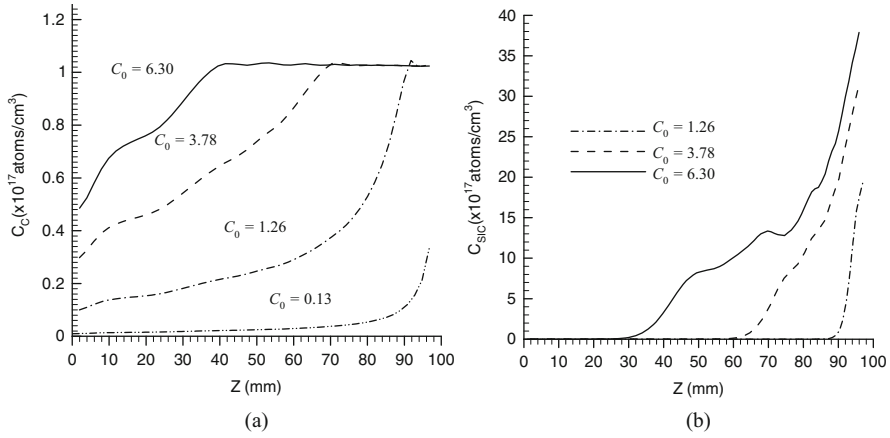 1.2
1
0.8
0.6
0.4
0.2
0
C_C(x10^17 atoms/cm^3)
C_0 = 6.30
C_0 = 3.78
C_0 = 1.26
C_0 = 0.13
0 10 20 30 40 50 60 70 80 90 100
Z (mm)
(a)
40
35
30
25
20
15
10
5
0
C_SIC(x10^17 atoms/cm^3)
C_0 = 1.26
C_0 = 3.78
C_0 = 6.30
0 10 20 30 40 50 60 70 80 90 100
Z (mm)
(b)